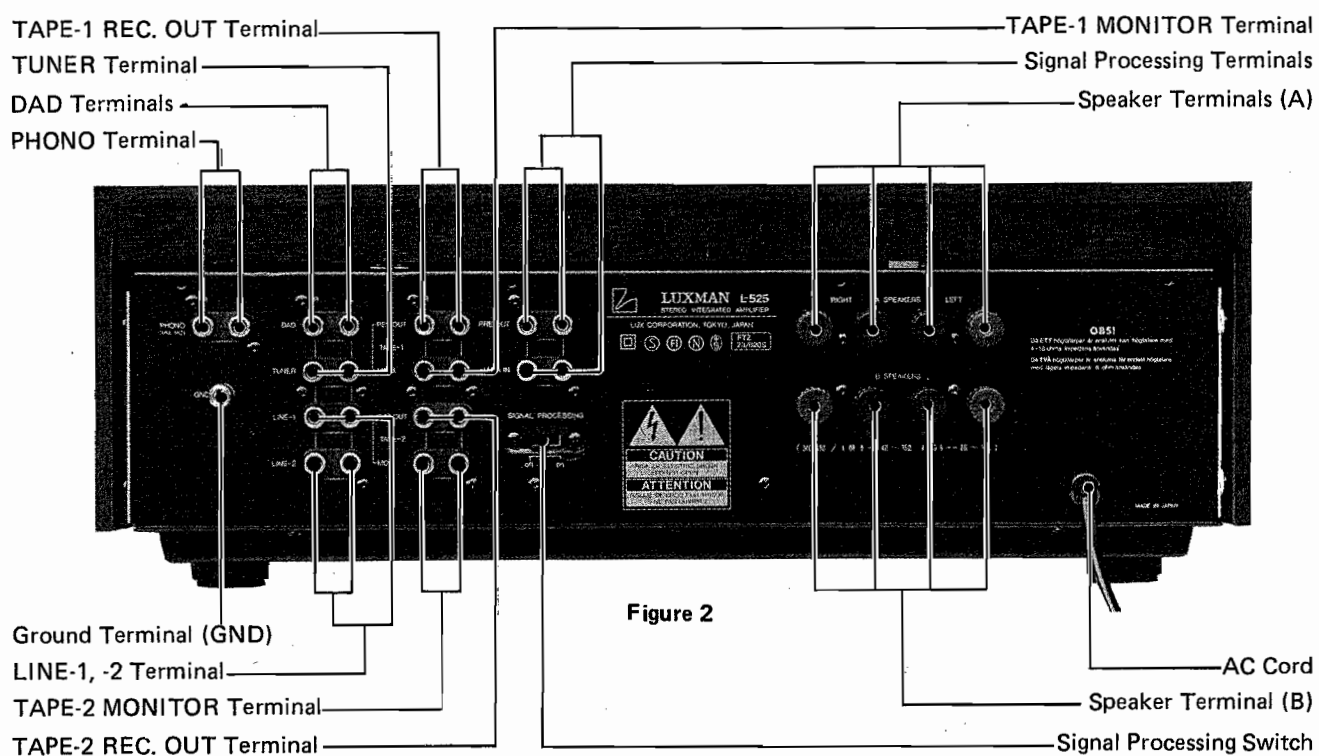 TAPE-1 REC. OUT Terminal
TUNER Terminal
DAD Terminals
PHONO Terminal
TAPE-1 MONITOR Terminal
Signal Processing Terminals
Speaker Terminals (A)
LUXMAN L-525
STEREO INTEGRATED AMPLIFIER
LUX CORPORATION, TOKYO, JAPAN
PHONO
DAD
REC OUT
PRE OUT
TAPE-1
TUNER
IN
GND
LINE-1
OUT
TAPE-2
LINE-2
SIGNAL PROCESSING
RIGHT A SPEAKERS LEFT
B SPEAKERS
OBS!
CAUTION
ATTENTION
MADE IN JAPAN
Figure 2
Ground Terminal (GND)
LINE-1, -2 Terminal
TAPE-2 MONITOR Terminal
TAPE-2 REC. OUT Terminal
AC Cord
Speaker Terminal (B)
Signal Processing Switch